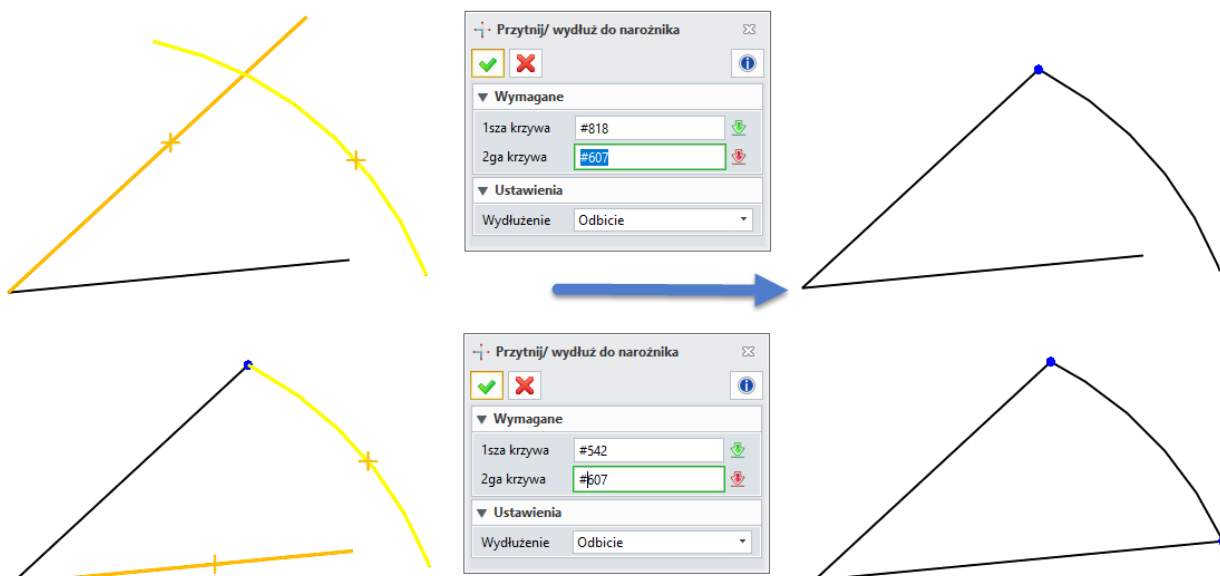 Przytnij/ wydłuż do narożnika
Wymagane
1sza krzywa #818
2ga krzywa #607
Ustawienia
Wydłużenie Odbicie
Przytnij/ wydłuż do narożnika
Wymagane
1sza krzywa #542
2ga krzywa #607
Ustawienia
Wydłużenie Odbicie